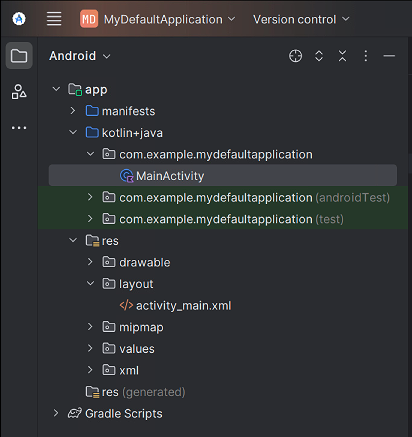 MD MyDefaultApplication Version control
Android
app
manifests
kotlin+java
com.example.mydefaultapplication
MainActivity
com.example.mydefaultapplication (androidTest)
com.example.mydefaultapplication (test)
res
drawable
layout
activity_main.xml
mipmap
values
xml
res (generated)
Gradle Scripts